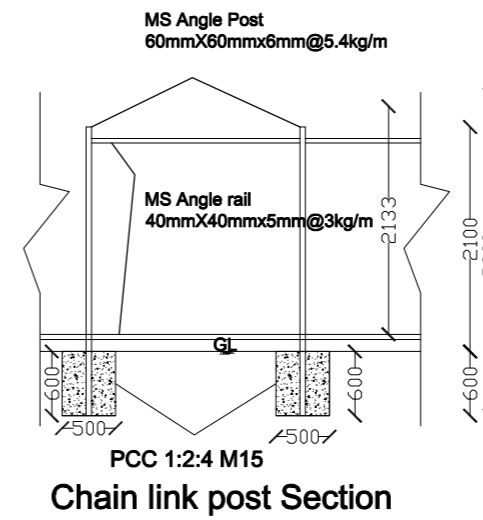 MS Angle Post
60mmX60mmx6mm@5.4kg/m
MS Angle rail
40mmX40mmx5mm@3kg/m
2133
2100
GL
600
600
600
500
500
PCC 1:2:4 M15
Chain link post Section